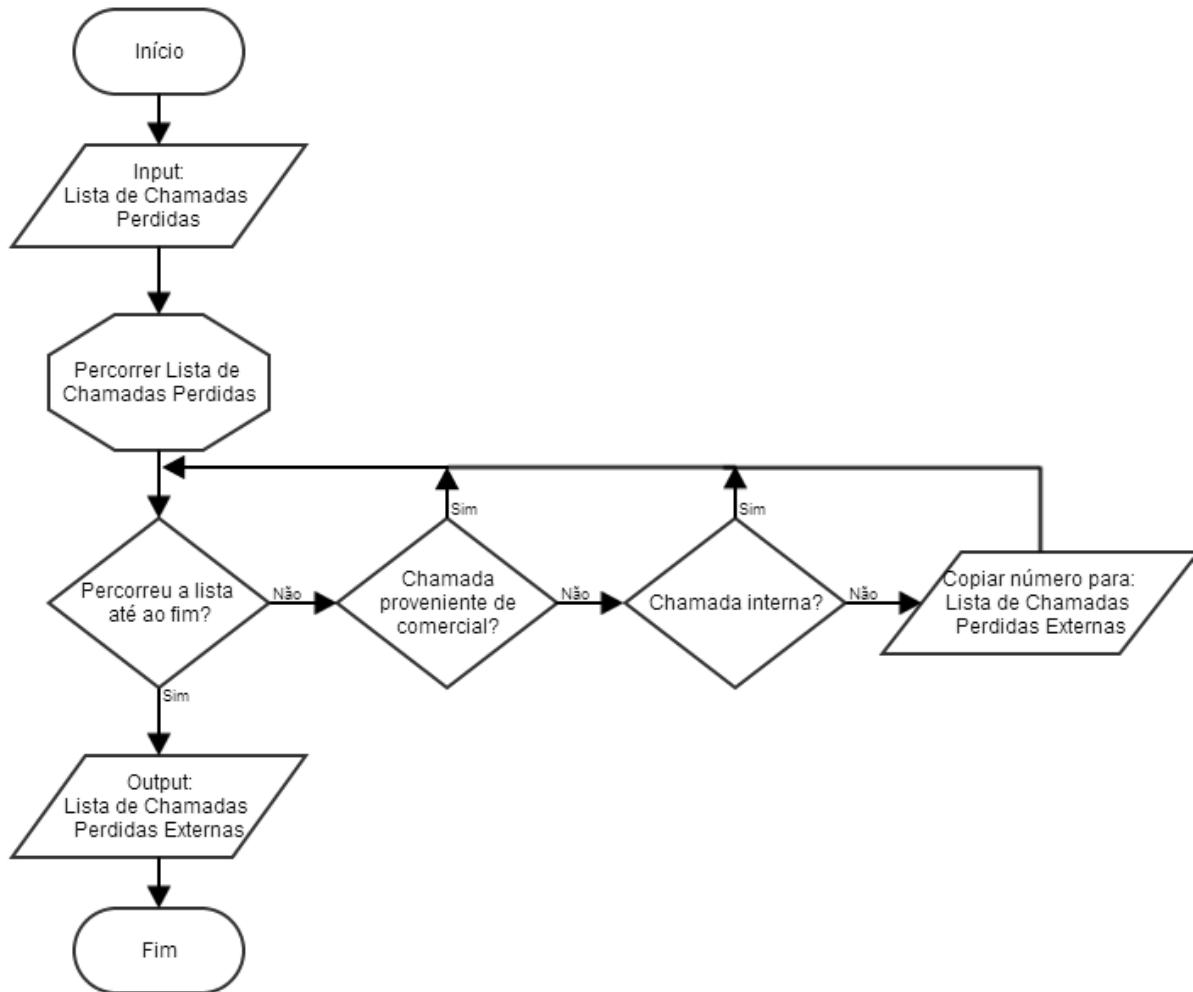 Início
Input:
Lista de Chamadas
Perdidas
Percorrer Lista de
Chamadas Perdidas
Percorreu a lista
até ao fim?
Não
Sim
Chamada
proveniente de
comercial?
Sim
Não
Chamada interna?
Sim
Não
Copiar número para:
Lista de Chamadas
Perdidas Externas
Output:
Lista de Chamadas
Perdidas Externas
Fim